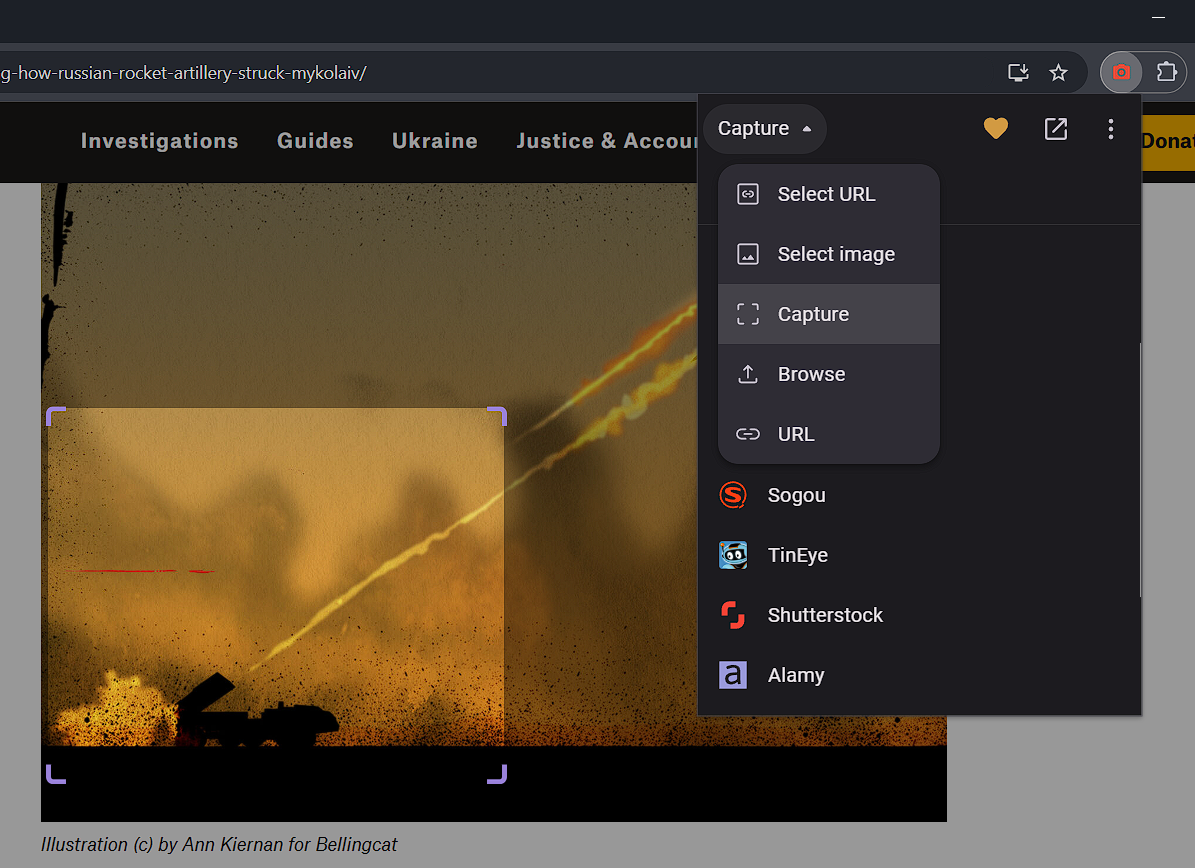 g-how-russian-rocket-artillery-struck-mykolaiv/
Investigations Guides Ukraine Justice & Accou
Donat
Capture
Select URL
Select image
Capture
Browse
URL
Sogou
TinEye
Shutterstock
a Alamy
Illustration (c) by Ann Kiernan for Bellingcat